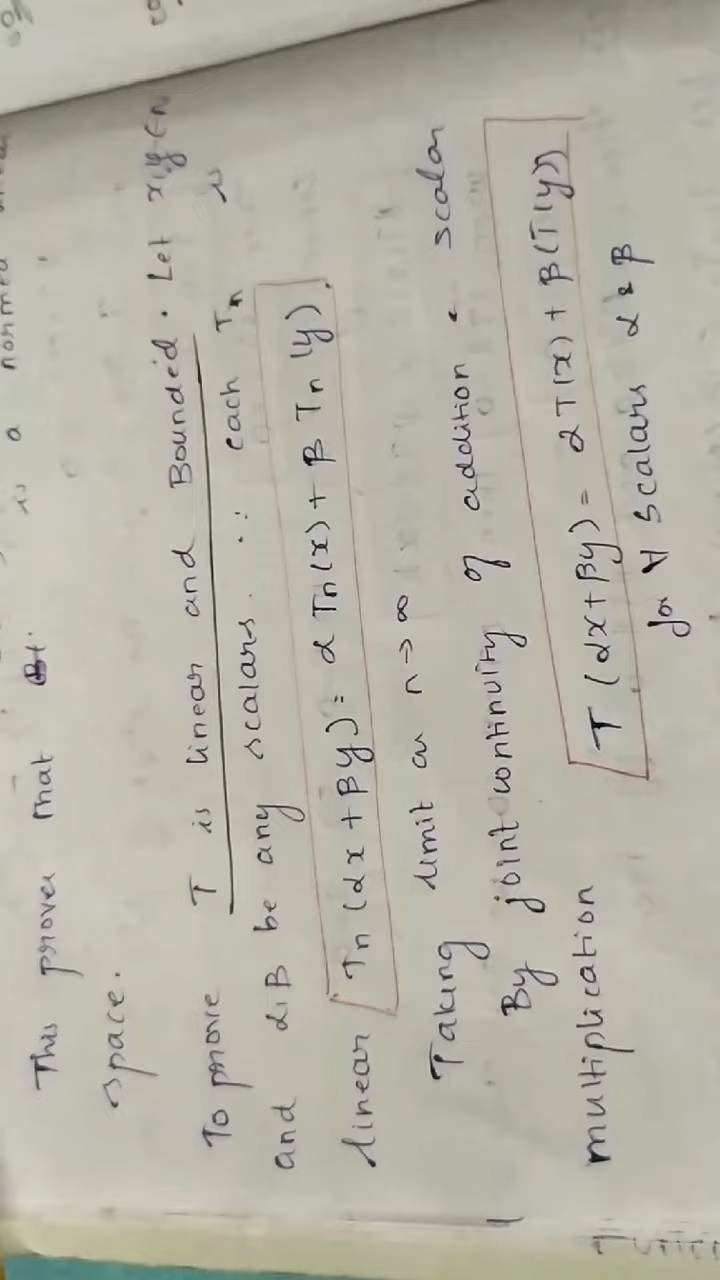 This proves that Bt. is a normed
space.
To prove T is linear and Bounded. Let x,y ∈ N
and α,β be any scalars. ∵ each Tn is
linear Tn (αx + βy) = α Tn(x) + β Tn (y).
Taking limit as n → ∞
By joint continuity of addition & scalar
multiplication
T (αx + βy) = αT(x) + β(T(y))
for ∀ scalars α & β